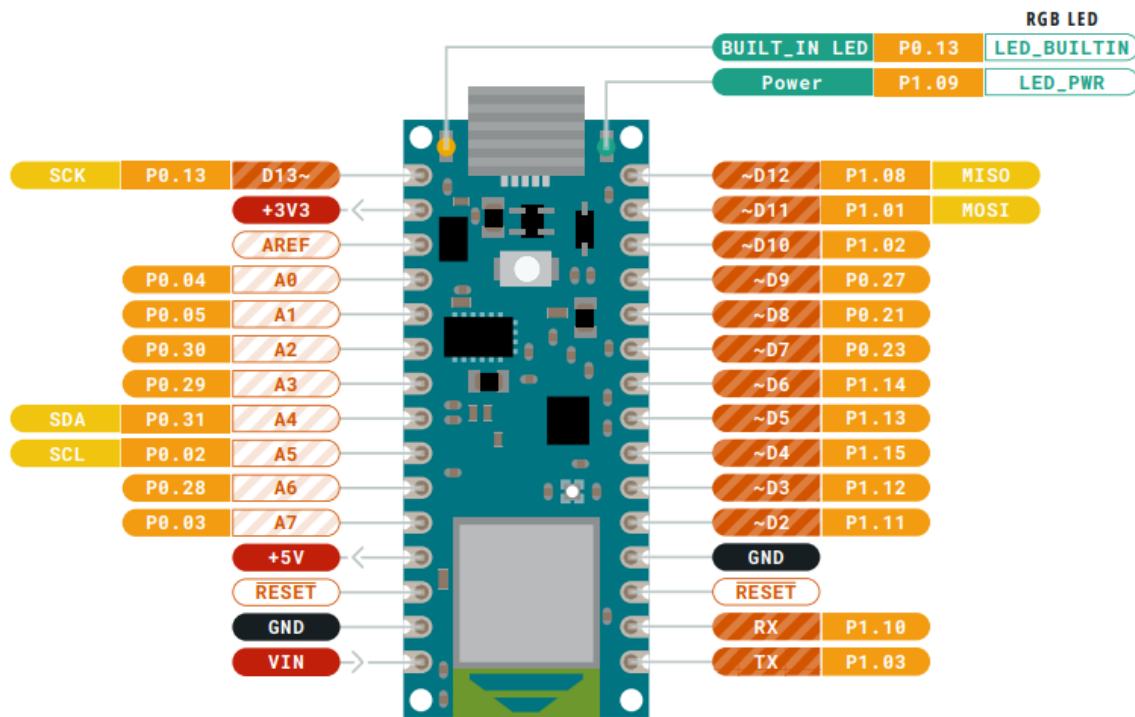 RGB LED
BUILT_IN LED P0.13 LED_BUILTIN
Power P1.09 LED_PWR
SCK P0.13 D13~
+3V3
AREF
P0.04 A0
P0.05 A1
P0.30 A2
P0.29 A3
SDA P0.31 A4
SCL P0.02 A5
P0.28 A6
P0.03 A7
+5V
RESET
GND
VIN
~D12 P1.08 MISO
~D11 P1.01 MOSI
~D10 P1.02
~D9 P0.27
~D8 P0.21
~D7 P0.23
~D6 P1.14
~D5 P1.13
~D4 P1.15
~D3 P1.12
~D2 P1.11
GND
RESET
RX P1.10
TX P1.03